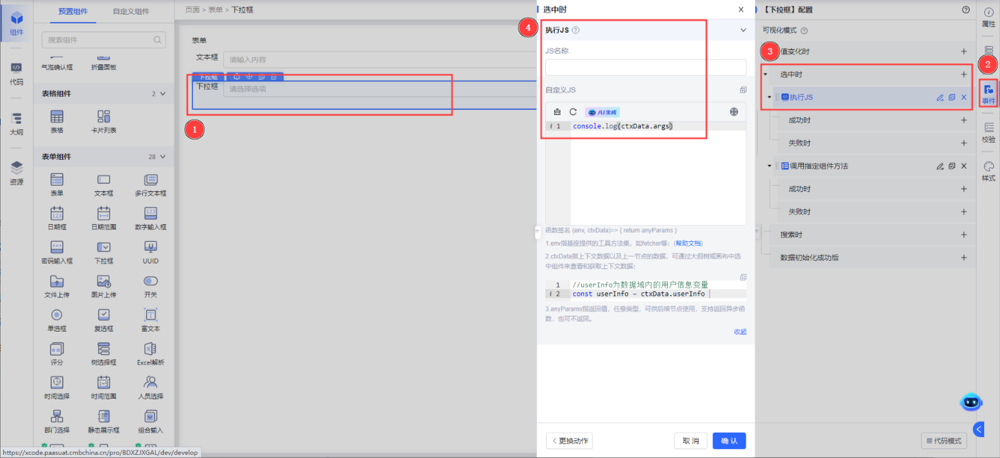 组件
代码
大纲
资源
预置组件
自定义组件
搜索组件
气泡确认框
折叠面板
表格组件
2
表格
卡片列表
表单组件
28
表单
文本框
多行文本框
日期框
日期范围
数字输入框
密码输入框
下拉框
UUID
文件上传
图片上传
开关
单选框
复选框
富文本
评分
树选择框
Excel解析
时间选择
时间范围
人员选择
部门选择
静态展示框
组合输入
https://xcode.paasuat.cmbchina.cn/pro/BDXZJXGAL/dev/develop
页面 > 表单 > 下拉框
表单
文本框
请输入内容
下拉框
下拉框
请选择选项
1
选中时
4
执行JS
JS名称
自定义JS
AI生成
i 1 console.log(ctxData.args)
函数签名 (env, ctxData)=> { return anyParams }
1.env指基座提供的工具方法集，如fetcher等；(帮助文档)
2.ctxData指上下文数据以及上一节点的数据，可通过大纲树或画布中选
中组件来查看和获取上下文数据；
1 //userInfo为数据域内的用户信息变量
i 2 const userInfo = ctxData.userInfo
3.anyParams指返回值，任意类型，可供后续节点使用，支持返回异步函
数，也可不返回。
收起
更换动作
取 消
确 认
【下拉框】配置
可视化模式
3
值变化时
选中时
执行JS
成功时
失败时
调用指定组件方法
成功时
失败时
搜索时
数据初始化成功后
代码模式
属性
2
事件
校验
样式